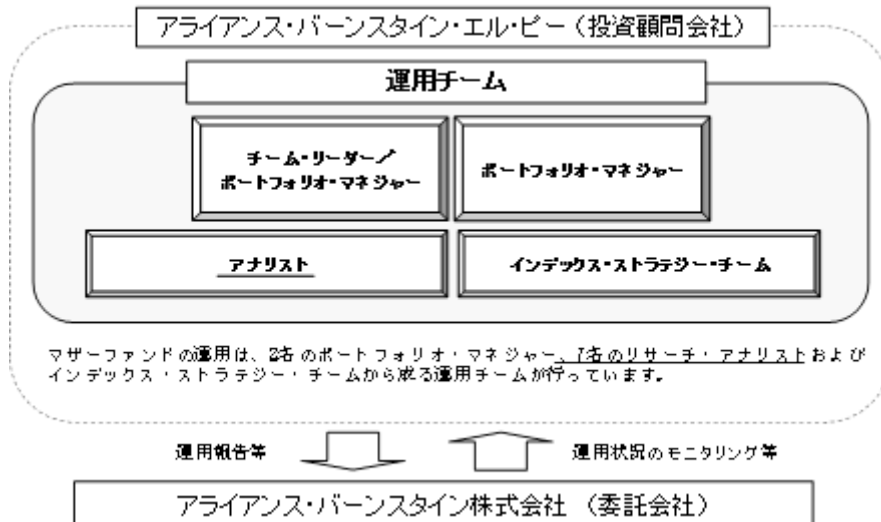 アライアンス・バーンスタイン・エル・ピー（投資顧問会社）
運用チーム
チーム・リーダー／
ポートフォリオ・マネジャー
ポートフォリオ・マネジャー
アナリスト
インデックス・ストラテジー・チーム
マザーファンドの運用は、2名のポートフォリオ・マネジャー、7名のリサーチ・アナリストおよび
インデックス・ストラテジー・チームから成る運用チームが行っています。
運用報告等
運用状況のモニタリング等
アライアンス・バーンスタイン株式会社 （委託会社）